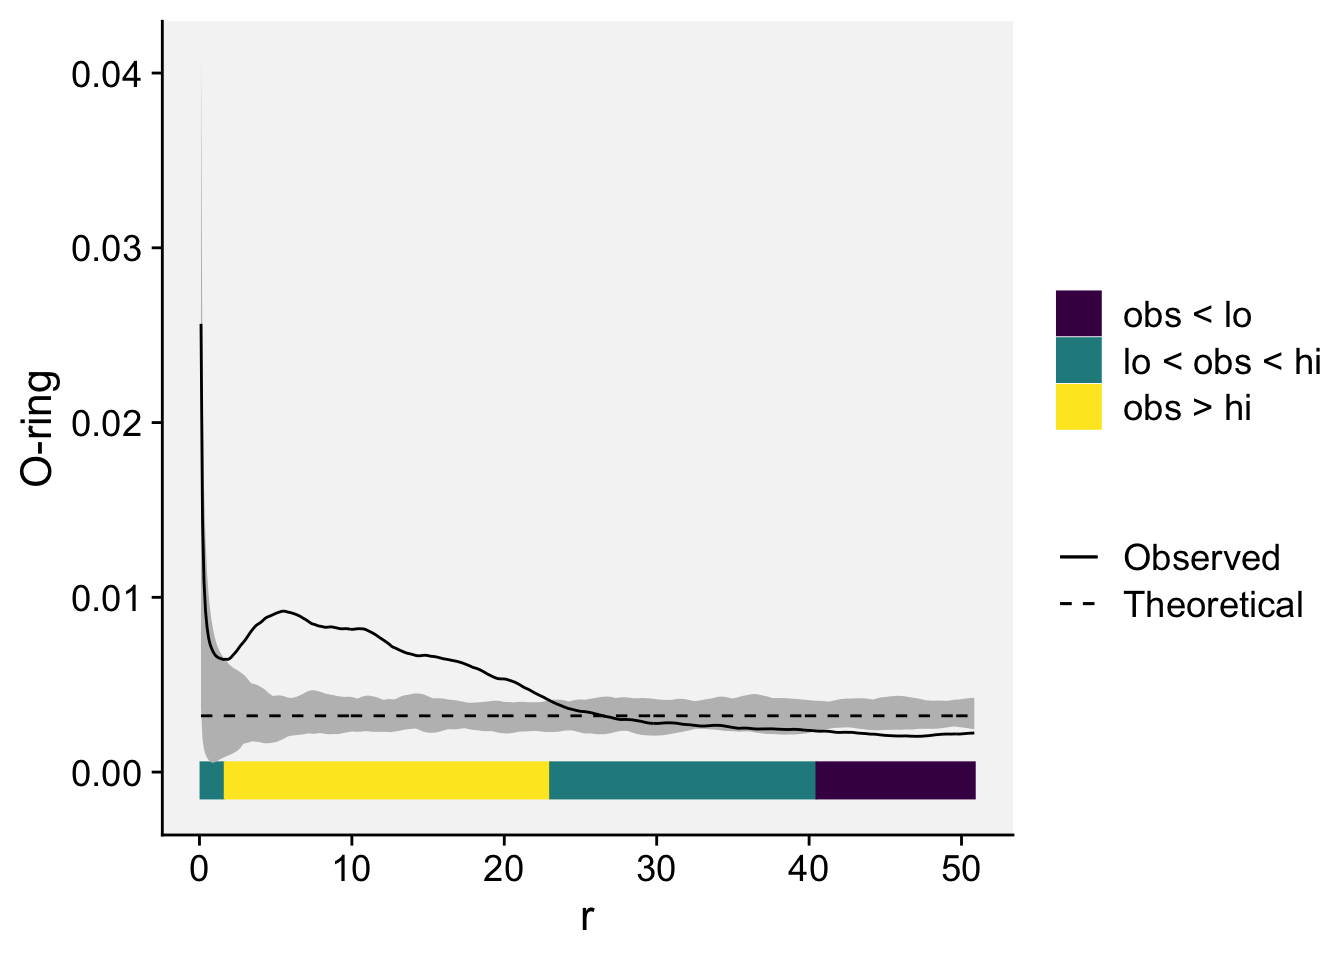 0.04
0.03
0.02
0.01
0.00
O-ring
0 10 20 30 40 50
r
obs < lo
lo < obs < hi
obs > hi
Observed
Theoretical